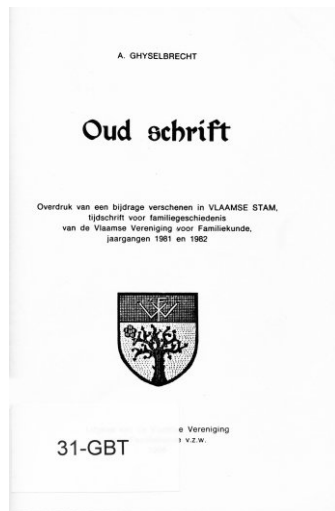 A. GHYSELBRECHT
Oud schrift
Overdruk van een bijdrage verschenen in VLAAMSE STAM,
tijdschrift voor familiegeschiedenis
van de Vlaamse Vereniging voor Familiekunde,
jaargangen 1981 en 1982
Vereniging
v.z.w.
31-GBT